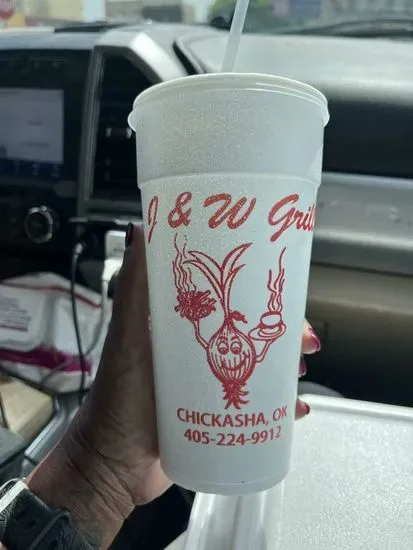 J & W Grill
CHICKASHA, OK
405-224-9912